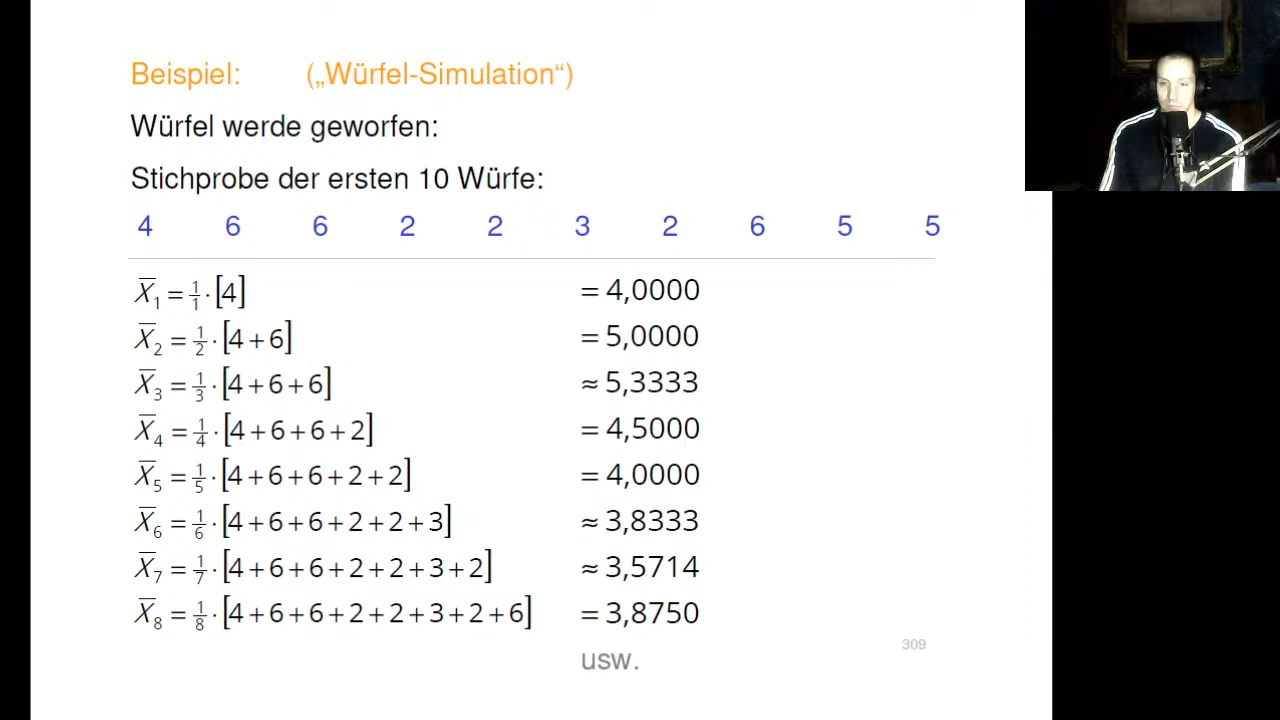 Beispiel: („Würfel-Simulation“)
Würfel werde geworfen:
Stichprobe der ersten 10 Würfe:
4 6 6 2 2 3 2 6 5 5
X̅₁ = 1/1 · [4] = 4,0000
X̅₂ = 1/2 · [4 + 6] = 5,0000
X̅₃ = 1/3 · [4 + 6 + 6] ≈ 5,3333
X̅₄ = 1/4 · [4 + 6 + 6 + 2] = 4,5000
X̅₅ = 1/5 · [4 + 6 + 6 + 2 + 2] = 4,0000
X̅₆ = 1/6 · [4 + 6 + 6 + 2 + 2 + 3] ≈ 3,8333
X̅₇ = 1/7 · [4 + 6 + 6 + 2 + 2 + 3 + 2] ≈ 3,5714
X̅₈ = 1/8 · [4 + 6 + 6 + 2 + 2 + 3 + 2 + 6] = 3,8750
309
usw.